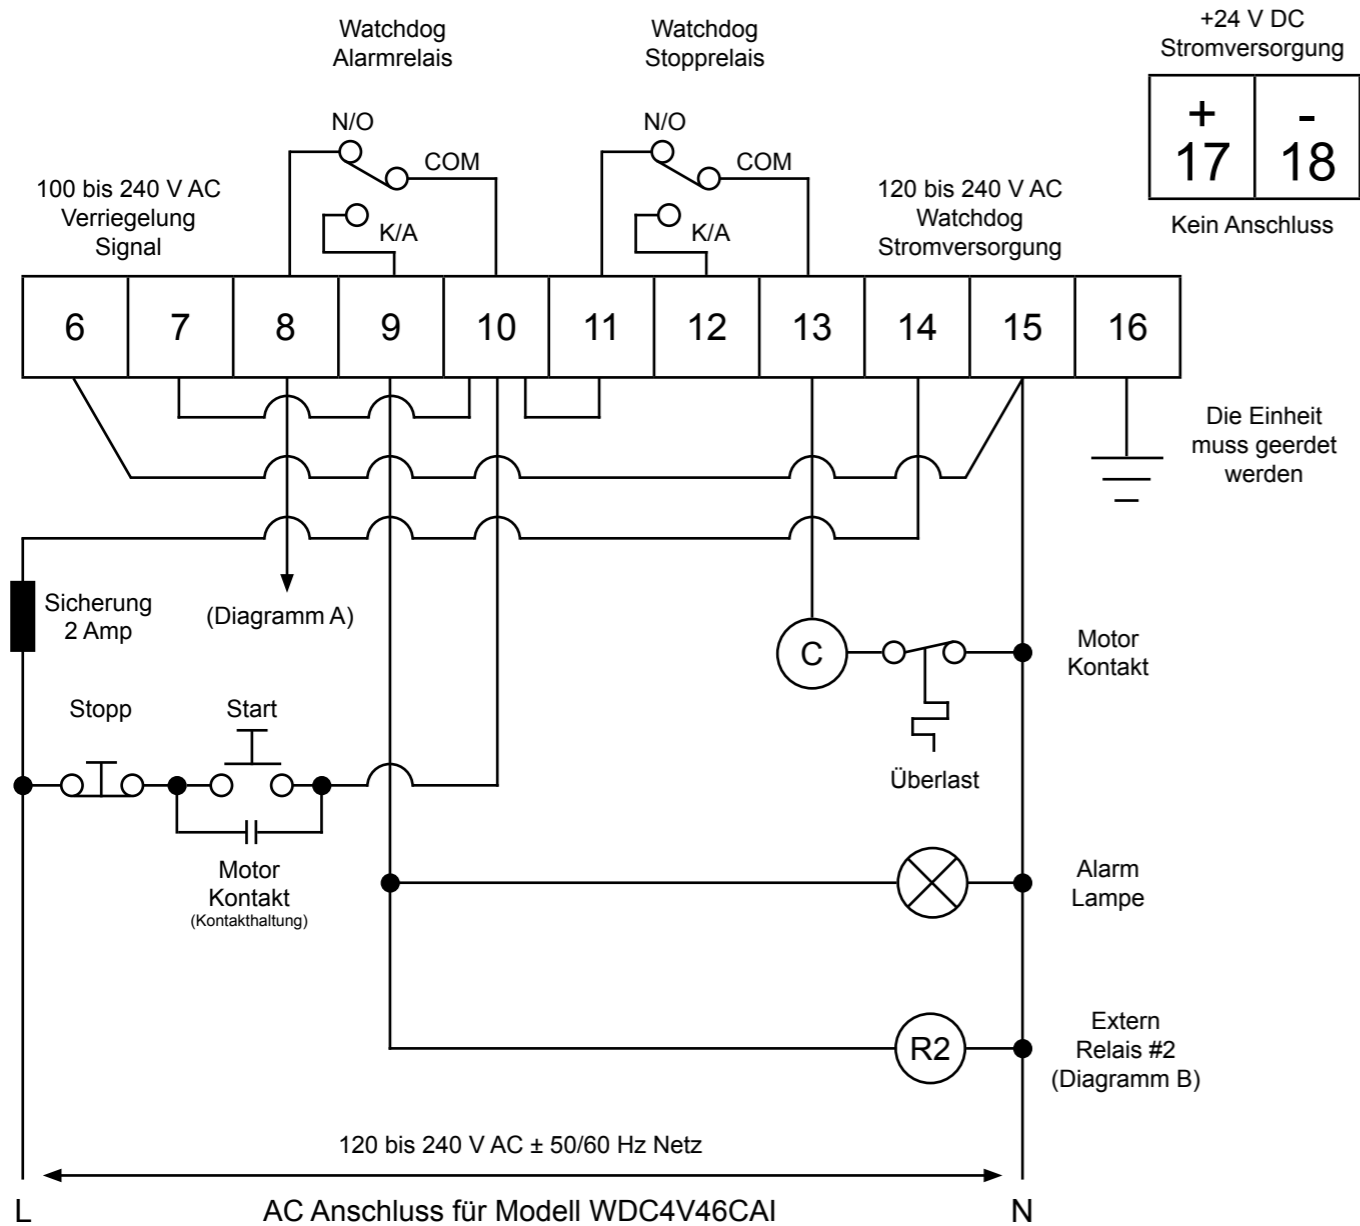 Watchdog
Alarmrelais
Watchdog
Stopprelais
+24 V DC
Stromversorgung
+ -
17 18
Kein Anschluss
N/O
COM
K/A
N/O
COM
K/A
100 bis 240 V AC
Verriegelung
Signal
120 bis 240 V AC
Watchdog
Stromversorgung
6 7 8 9 10 11 12 13 14 15 16
Die Einheit
muss geerdet
werden
Sicherung
2 Amp
(Diagramm A)
C
Motor
Kontakt
Überlast
Stopp
Start
Motor
Kontakt
(Kontakthaltung)
Alarm
Lampe
R2
Extern
Relais #2
(Diagramm B)
120 bis 240 V AC ± 50/60 Hz Netz
L
AC Anschluss für Modell WDC4V46CAI
N